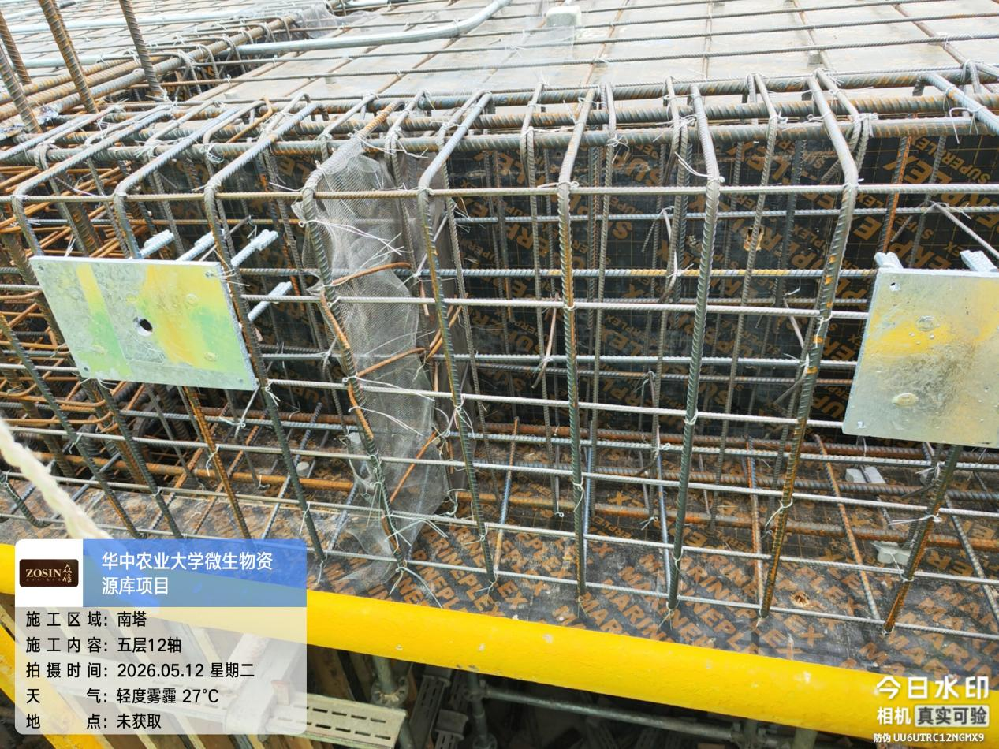 ZOSIN 众信
华中农业大学微生物资
源库项目
施工区域：南塔
施工内容：五层12轴
拍摄时间：2026.05.12 星期二
天气：轻度雾霾 27℃
地点：未获取
今日水印
相机 真实可验
防伪 UU6UTRC12MGMX9
MARINEPLEX
SUPER